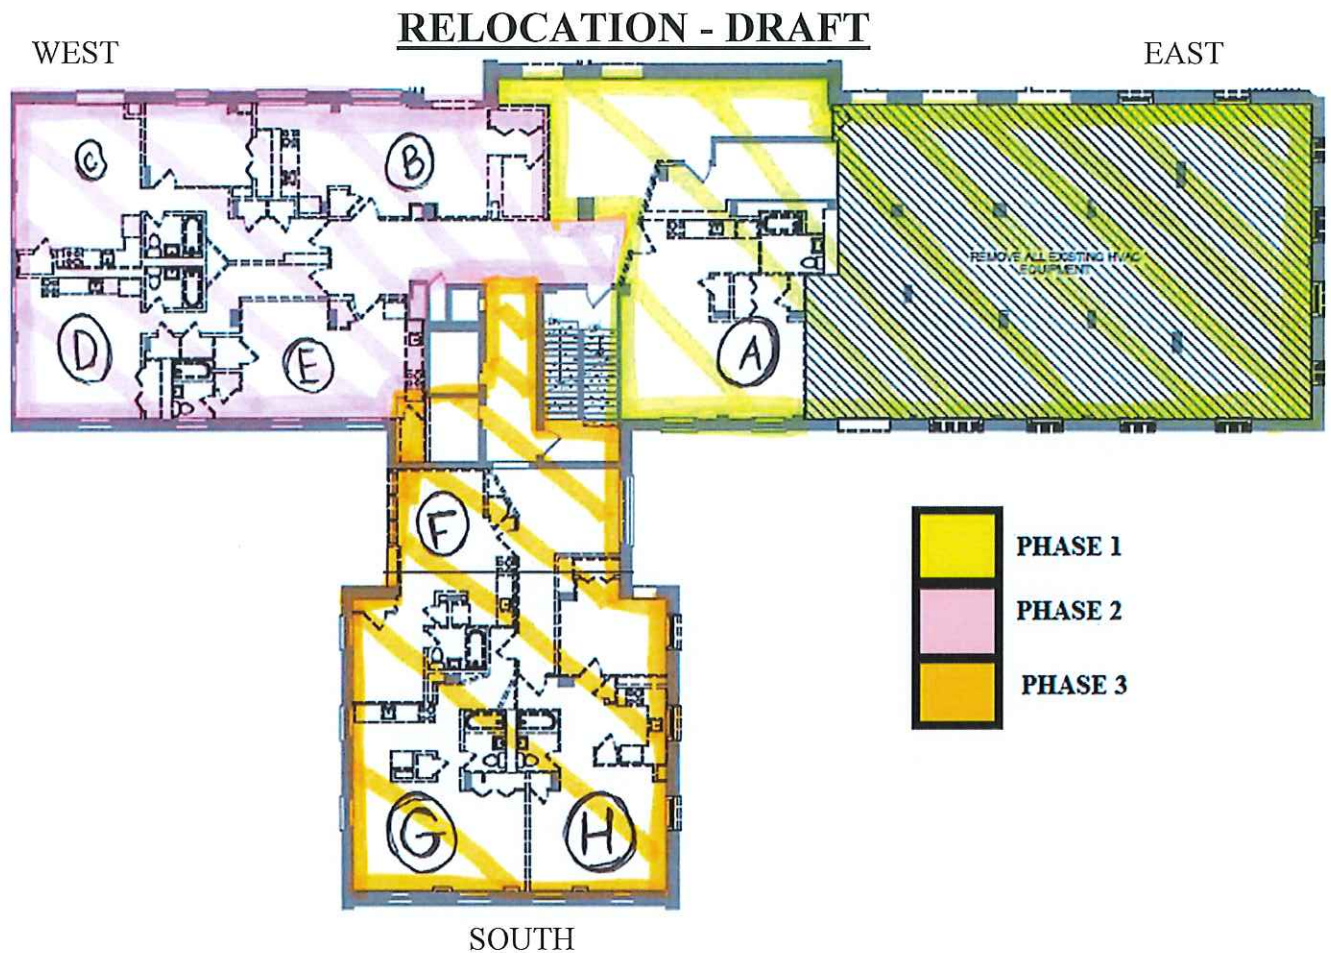 RELOCATION - DRAFT
WEST
EAST
C
B
REMOVE ALL EXISTING HVAC
EQUIPMENT
D
E
A
F
PHASE 1
PHASE 2
PHASE 3
G
H
SOUTH